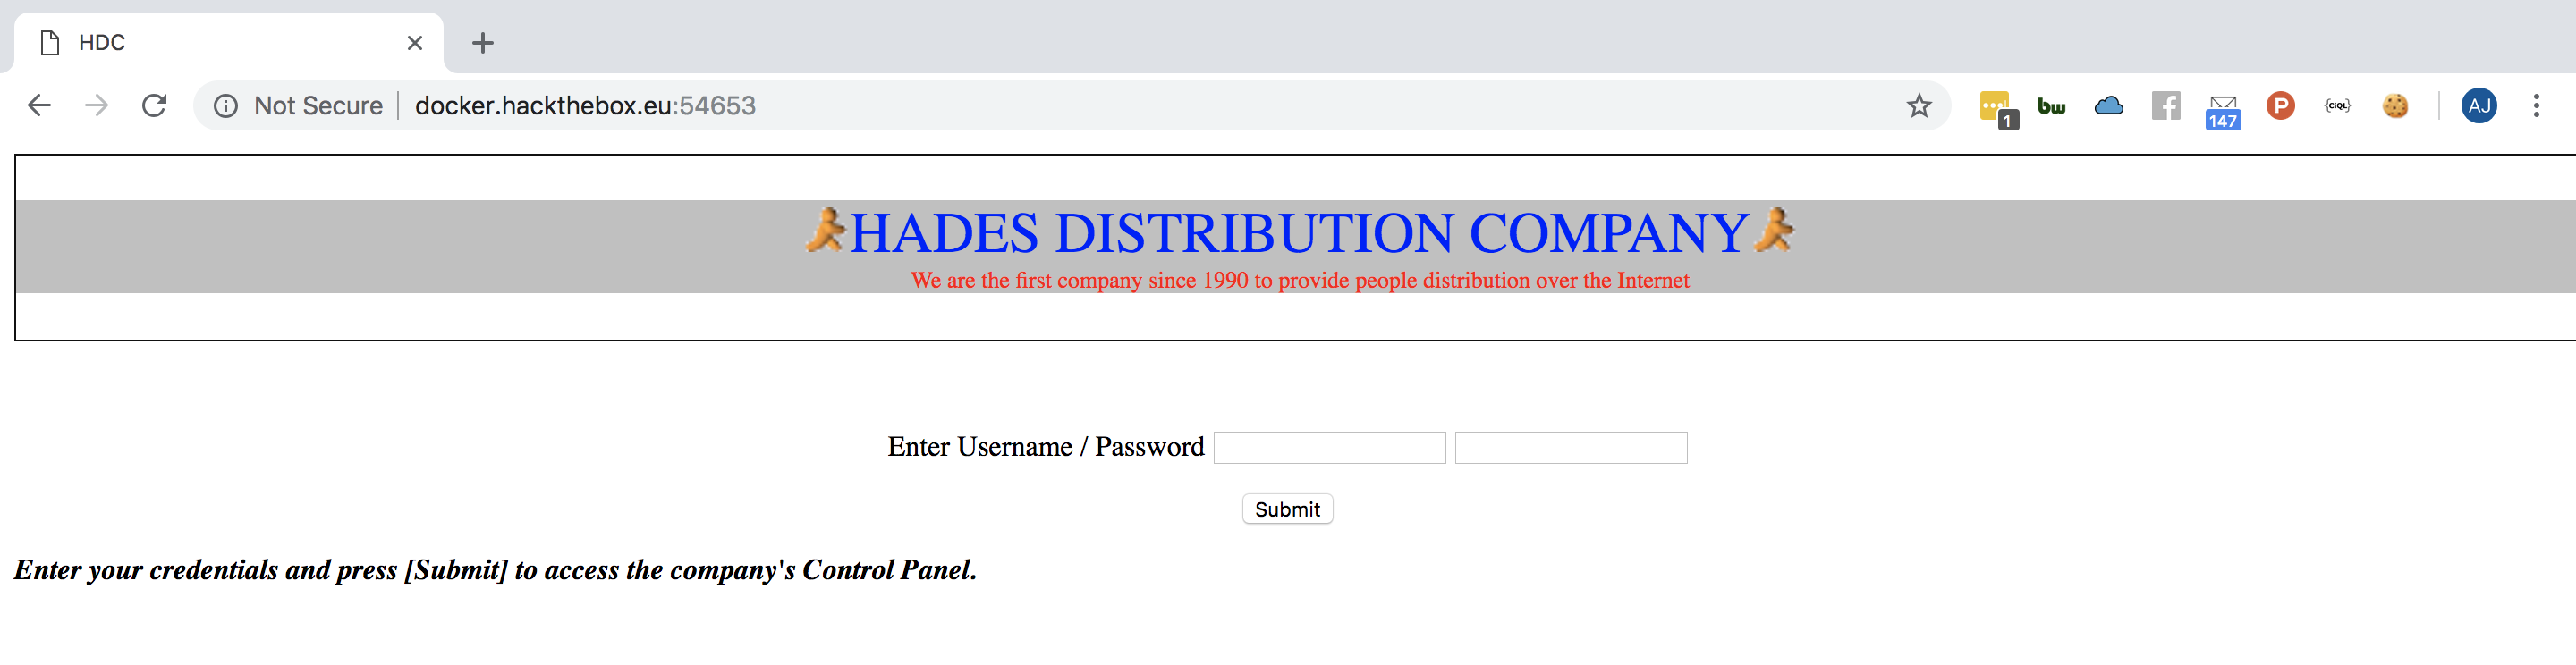 HDC
Not Secure | docker.hackthebox.eu:54653
1
bw
147
P
{CIQL}
AJ
HADES DISTRIBUTION COMPANY
We are the first company since 1990 to provide people distribution over the Internet
Enter Username / Password
Submit
Enter your credentials and press [Submit] to access the company's Control Panel.